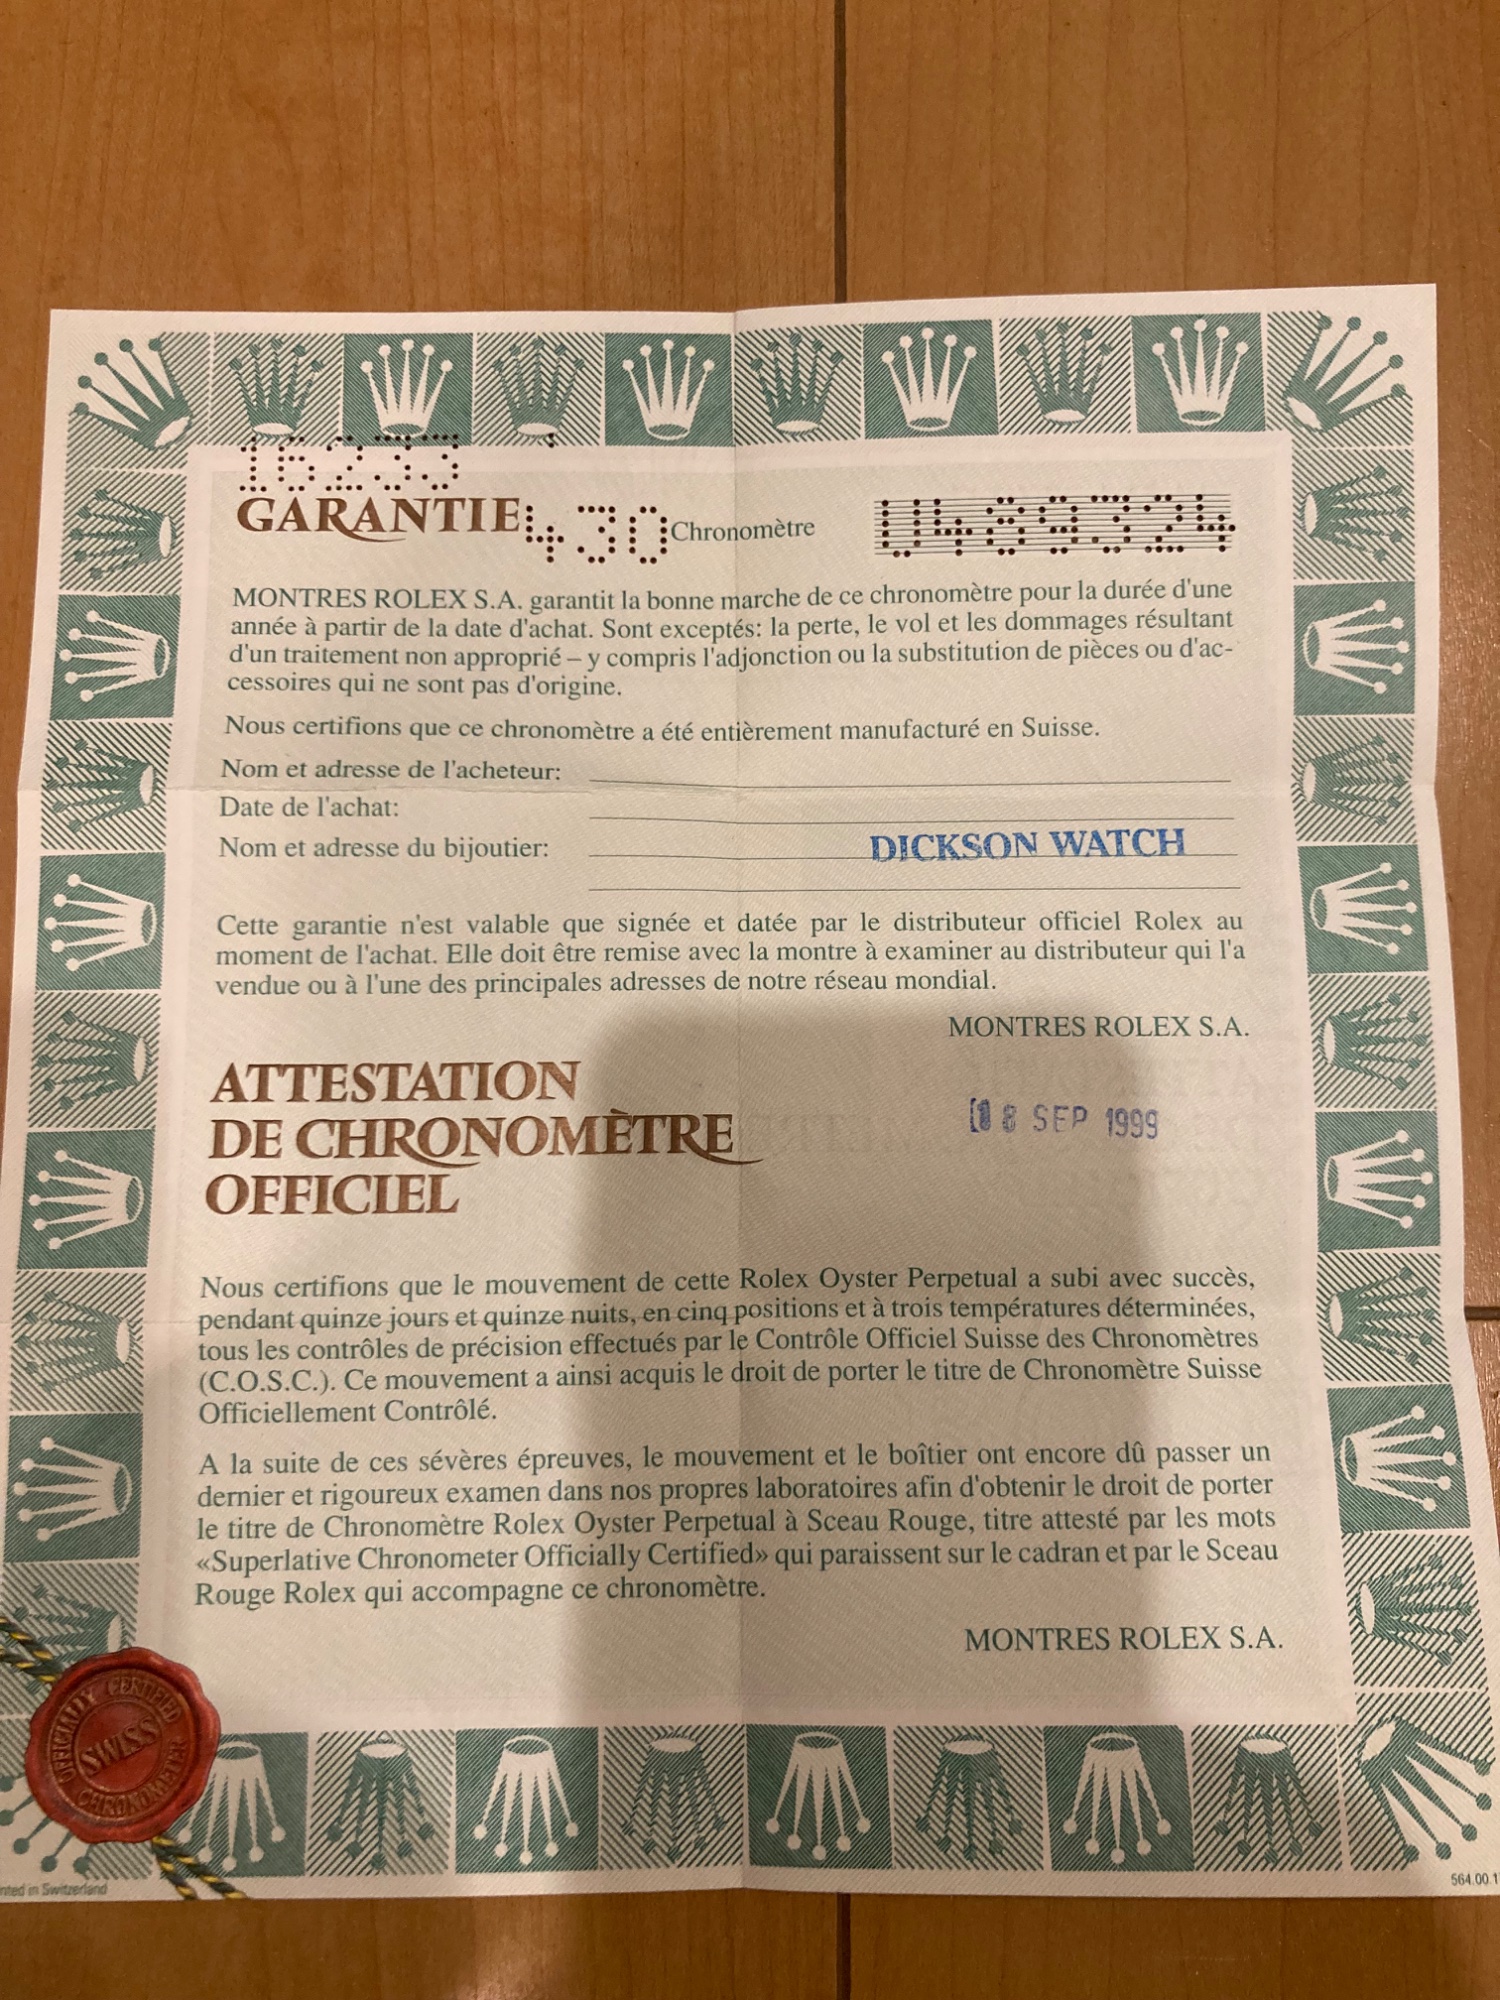 16233
GARANTIE 430 Chronomètre U489324
MONTRES ROLEX S.A. garantit la bonne marche de ce chronomètre pour la durée d'une
année à partir de la date d'achat. Sont exceptés: la perte, le vol et les dommages résultant
d'un traitement non approprié – y compris l'adjonction ou la substitution de pièces ou d'ac-
cessoires qui ne sont pas d'origine.
Nous certifions que ce chronomètre a été entièrement manufacturé en Suisse.
Nom et adresse de l'acheteur:
Date de l'achat:
Nom et adresse du bijoutier: DICKSON WATCH
Cette garantie n'est valable que signée et datée par le distributeur officiel Rolex au
moment de l'achat. Elle doit être remise avec la montre à examiner au distributeur qui l'a
vendue ou à l'une des principales adresses de notre réseau mondial.
MONTRES ROLEX S.A.
ATTESTATION
DE CHRONOMÈTRE
OFFICIEL
SEP 1999
Nous certifions que le mouvement de cette Rolex Oyster Perpetual a subi avec succès,
pendant quinze jours et quinze nuits, en cinq positions et à trois températures déterminées,
tous les contrôles de précision effectués par le Contrôle Officiel Suisse des Chronomètres
(C.O.S.C.). Ce mouvement a ainsi acquis le droit de porter le titre de Chronomètre Suisse
Officiellement Contrôlé.
A la suite de ces sévères épreuves, le mouvement et le boîtier ont encore dû passer un
dernier et rigoureux examen dans nos propres laboratoires afin d'obtenir le droit de porter
le titre de Chronomètre Rolex Oyster Perpetual à Sceau Rouge, titre attesté par les mots
«Superlative Chronometer Officially Certified» qui paraissent sur le cadran et par le Sceau
Rouge Rolex qui accompagne ce chronomètre.
MONTRES ROLEX S.A.
OFFICIALLY CERTIFIED
SWISS
CHRONOMETER
in Switzerland
564.00.1